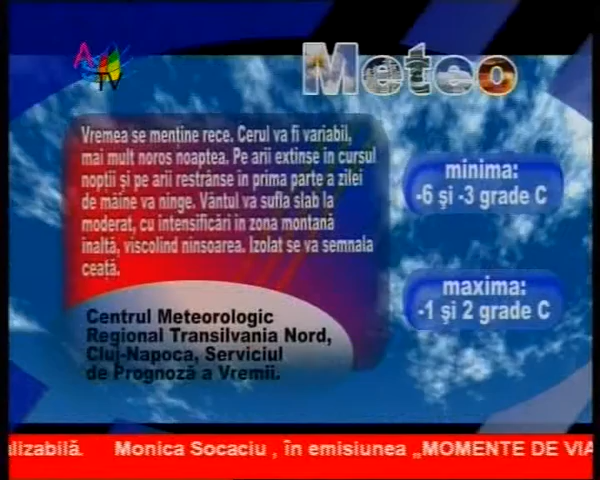 A
TV
Meteo
Vremea se menține rece. Cerul va fi variabil,
mai mult noros noaptea. Pe arii extinse în cursul
nopții și pe arii restrânse în prima parte a zilei
de mâine va ninge. Vântul va sufla slab la
moderat, cu intensificări în zona montană
înaltă, viscolind ninsoarea. Izolat se va semnala
ceață.
Centrul Meteorologic
Regional Transilvania Nord,
Cluj-Napoca, Serviciul
de Prognoză a Vremii.
minima:
-6 și -3 grade C
maxima:
-1 și 2 grade C
lizabilă. Monica Socaciu , în emisiunea „MOMENTE DE VIA